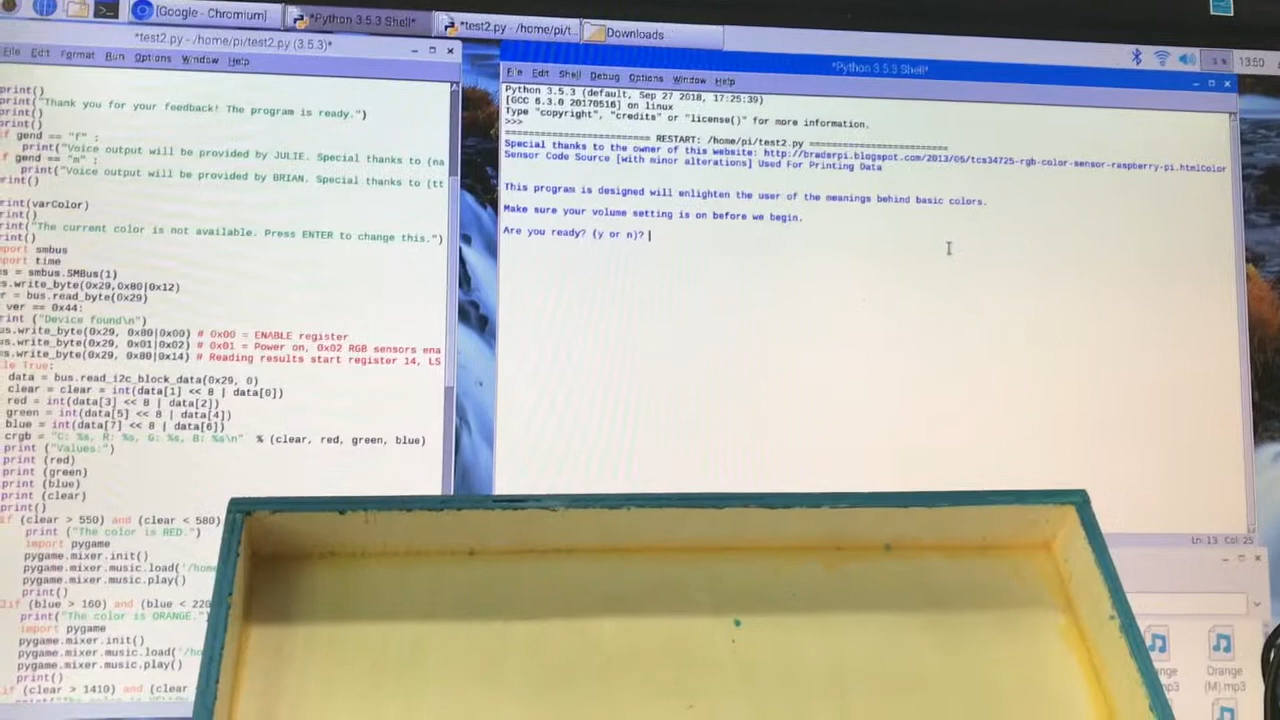 [Google - Chromium]
*Python 3.5.3 Shell*
*test2.py - /home/pi/t...
Downloads
3 %
13:50
*test2.py - /home/pi/test2.py (3.5.3)*
File Edit Format Run Options Window Help
print()
print("Thank you for your feedback! The program is ready.")
print()
print()
if gend == "f" :
print("Voice output will be provided by JULIE. Special thanks to (na
if gend == "m" :
print("Voice output will be provided by BRIAN. Special thanks to (tt
print()
rint(varColor)
rint()
rint("The current color is not available. Press ENTER to change this.")
rint()
port smbus
port time
s = smbus.SMBus(1)
s.write_byte(0x29,0x80|0x12)
r = bus.read_byte(0x29)
ver == 0x44:
rint ("Device found\n")
us.write_byte(0x29, 0x80|0x00) # 0x00 = ENABLE register
us.write_byte(0x29, 0x01|0x02) # 0x01 = Power on, 0x02 RGB sensors ena
us.write_byte(0x29, 0x80|0x14) # Reading results start register 14, LS
le True:
data = bus.read_i2c_block_data(0x29, 0)
clear = clear = int(data[1] << 8 | data[0])
red = int(data[3] << 8 | data[2])
green = int(data[5] << 8 | data[4])
blue = int(data[7] << 8 | data[6])
crgb = "C: %s, R: %s, G: %s, B: %s\n" % (clear, red, green, blue)
print ("Values:")
print (red)
print (green)
print (blue)
print (clear)
print()
if (clear > 550) and (clear < 580)
print ("The color is RED.")
import pygame
pygame.mixer.init()
pygame.mixer.music.load('/home
pygame.mixer.music.play()
print()
lif (blue > 160) and (blue < 220
print("The color is ORANGE."
import pygame
pygame.mixer.init()
pygame.mixer.music.load('/ho
pygame.mixer.music.play()
print()
if (clear > 1410) and (clear
*Python 3.5.3 Shell*
File Edit Shell Debug Options Window Help
Python 3.5.3 (default, Sep 27 2018, 17:25:39)
[GCC 6.3.0 20170516] on linux
Type "copyright", "credits" or "license()" for more information.
>>>
======================== RESTART: /home/pi/test2.py ========================
Special thanks to the owner of this website: http://bradsrpi.blogspot.com/2013/05/tcs34725-rgb-color-sensor-raspberry-pi.htmlColor
Sensor Code Source [with minor alterations] Used For Printing Data
This program is designed will enlighten the user of the meanings behind basic colors.
Make sure your volume setting is on before we begin.
Are you ready? (y or n)?
Ln: 13 Col: 25
Orange
(M).mp3